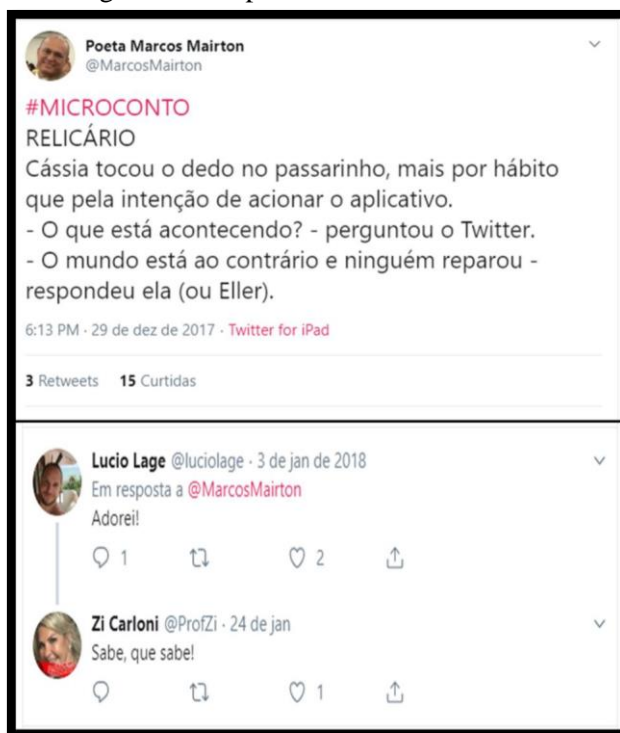 Poeta Marcos Mairton
@MarcosMairton
#MICROCONTO
RELICÁRIO
Cássia tocou o dedo no passarinho, mais por hábito
que pela intenção de acionar o aplicativo.
- O que está acontecendo? - perguntou o Twitter.
- O mundo está ao contrário e ninguém reparou -
respondeu ela (ou Eller).
6:13 PM · 29 de dez de 2017 · Twitter for iPad
3 Retweets 15 Curtidas
Lucio Lage @luciolage · 3 de jan de 2018
Em resposta a @MarcosMairton
Adorei!
1 2
Zi Carloni @ProfZi · 24 de jan
Sabe, que sabe!
1